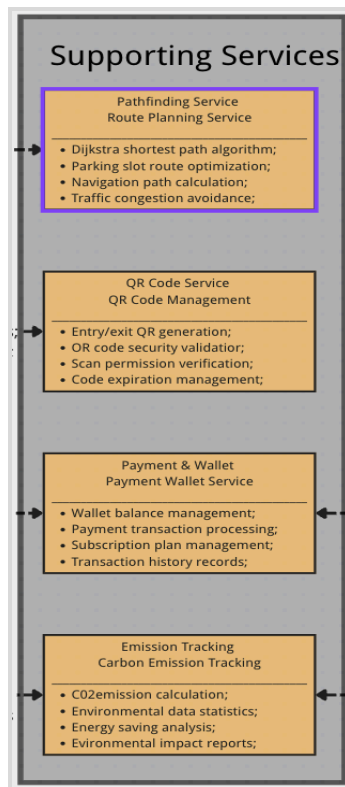 Supporting Services
Pathfinding Service
Route Planning Service
• Dijkstra shortest path algorithm;
• Parking slot route optimization;
• Navigation path calculation;
• Traffic congestion avoidance;
QR Code Service
QR Code Management
• Entry/exit QR generation;
• OR code security validatior;
• Scan permission verification;
• Code expiration management;
Payment & Wallet
Payment Wallet Service
• Wallet balance management;
• Payment transaction processing;
• Subscription plan management;
• Transaction history records;
Emission Tracking
Carbon Emission Tracking
• C02emission calculation;
• Environmental data statistics;
• Energy saving analysis;
• Evironmental impact reports;